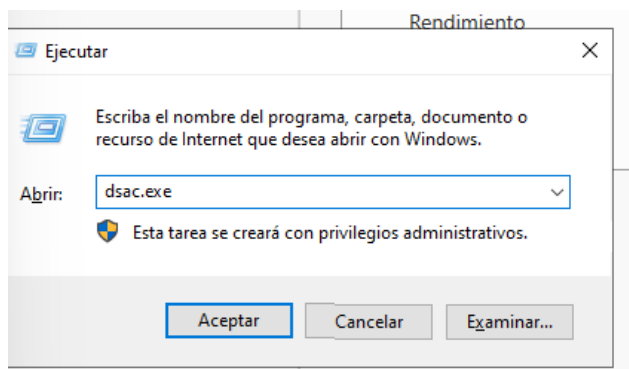 Rendimiento
Ejecutar
Escriba el nombre del programa, carpeta, documento o
recurso de Internet que desea abrir con Windows.
Abrir: dsac.exe
Esta tarea se creará con privilegios administrativos.
Aceptar Cancelar Examinar...